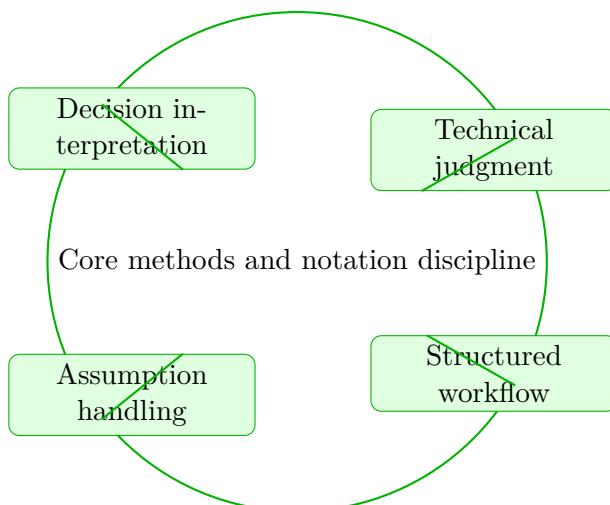 Decision in-
terpretation
Technical
judgment
Core methods and notation discipline
Assumption
handling
Structured
workflow